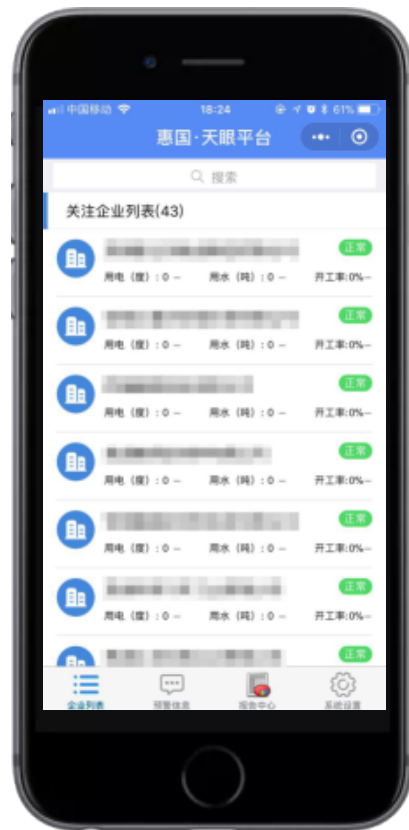 中国移动 18:24 61%
惠国·天眼平台
搜索
关注企业列表(43)
正常
用电（度）: 0 -- 用水（吨）: 0 -- 开工率:0%--
正常
用电（度）: 0 -- 用水（吨）: 0 -- 开工率:0%--
正常
用电（度）: 0 -- 用水（吨）: 0 -- 开工率:0%--
正常
用电（度）: 0 -- 用水（吨）: 0 -- 开工率:0%--
正常
用电（度）: 0 -- 用水（吨）: 0 -- 开工率:0%--
正常
用电（度）: 0 -- 用水（吨）: 0 -- 开工率:0%--
正常
企业列表 预警信息 报告中心 系统设置